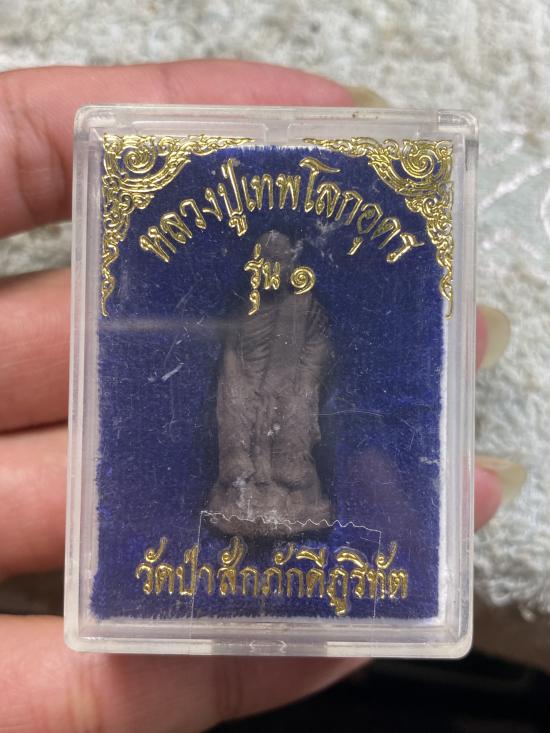 หลวงปู่เทพโลกอุดร
รุ่น ๑
วัดป่าสักภักดีภูริทัต